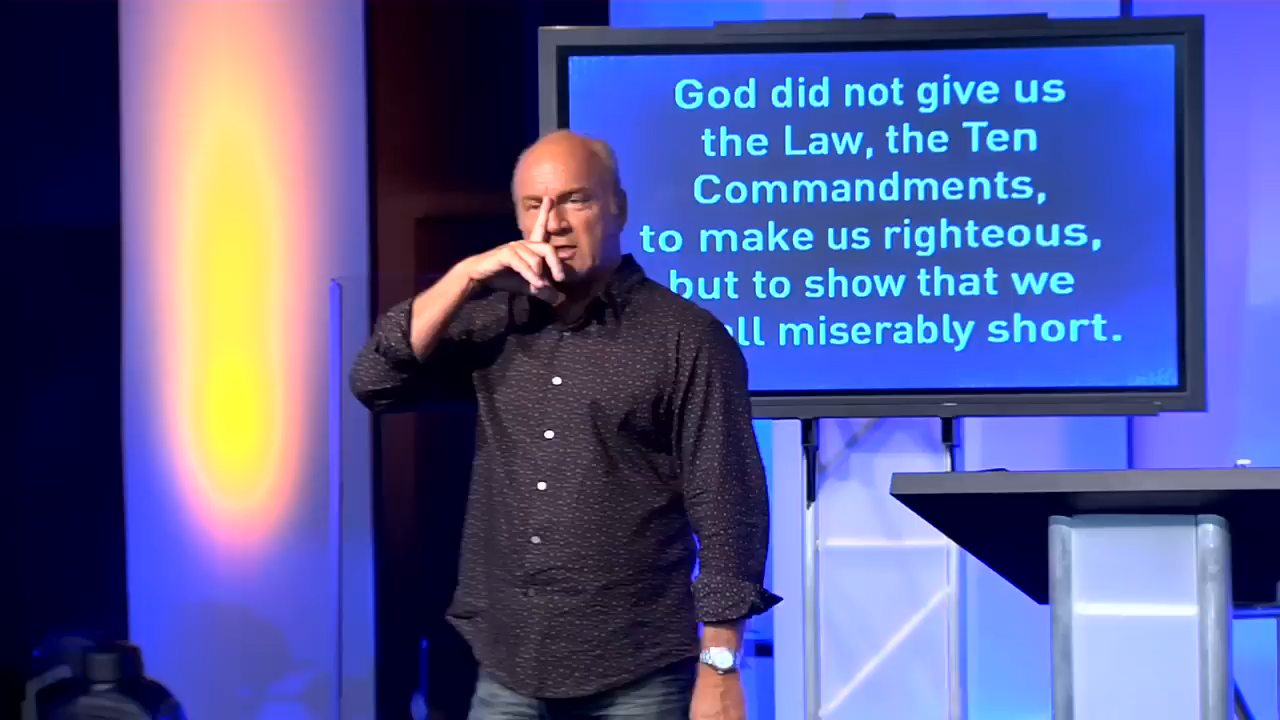 God did not give us
the Law, the Ten
Commandments,
to make us righteous,
but to show that we
miserably short.